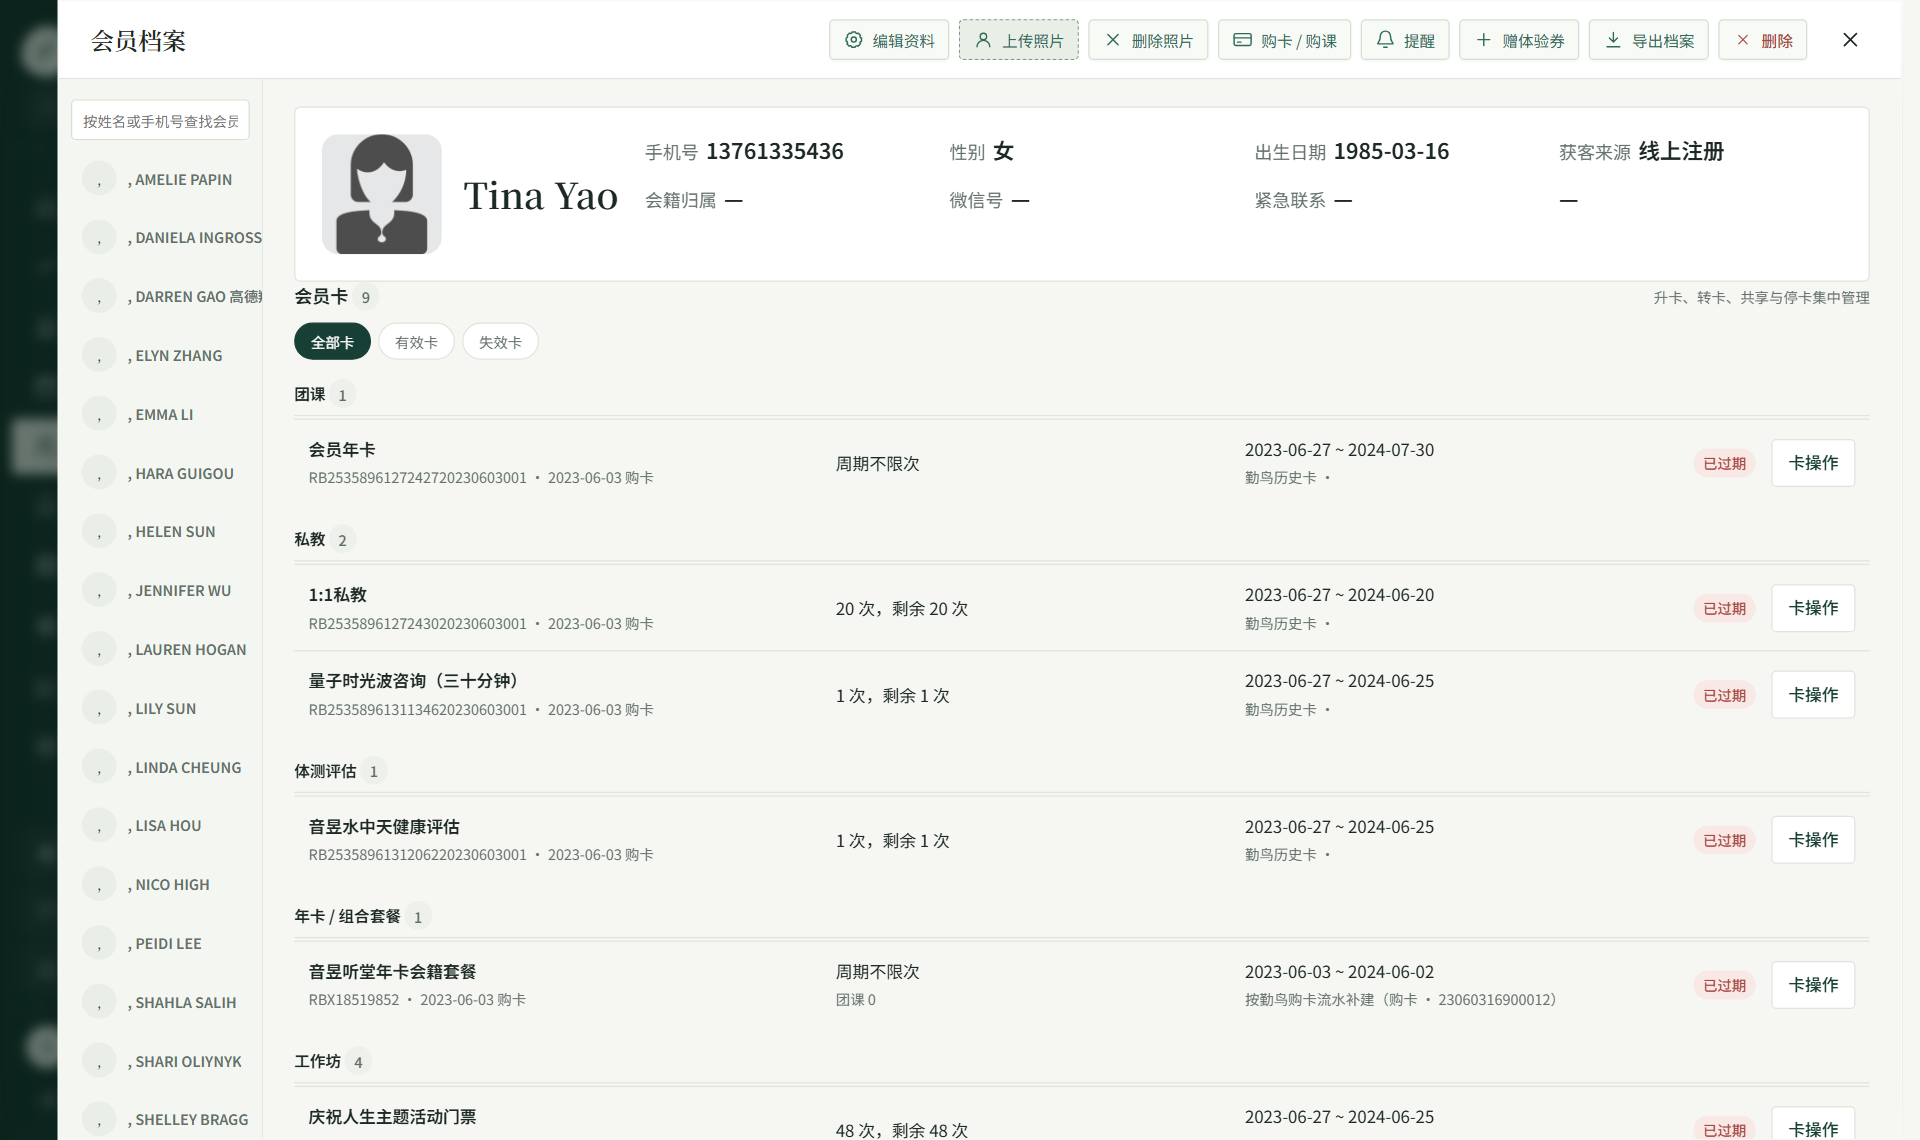 会员档案
编辑资料
上传照片
删除照片
购卡 / 购课
提醒
赠体验券
导出档案
删除
按姓名或手机号查找会员
, , AMELIE PAPIN
, , DANIELA INGROSS
, , DARREN GAO 高德
, , ELYN ZHANG
, , EMMA LI
, , HARA GUIGOU
, , HELEN SUN
, , JENNIFER WU
, , LAUREN HOGAN
, , LILY SUN
, , LINDA CHEUNG
, , LISA HOU
, , NICO HIGH
, , PEIDI LEE
, , SHAHLA SALIH
, , SHARI OLIYNYK
, , SHELLEY BRAGG
Tina Yao
手机号 13761335436
性别 女
出生日期 1985-03-16
获客来源 线上注册
会籍归属 —
微信号 —
紧急联系 —
—
会员卡 9
升卡、转卡、共享与停卡集中管理
全部卡
有效卡
失效卡
团课 1
会员年卡
RB2535896127242720230603001 • 2023-06-03 购卡
周期不限次
2023-06-27 ~ 2024-07-30
勤鸟历史卡 •
已过期
卡操作
私教 2
1:1私教
RB2535896127243020230603001 • 2023-06-03 购卡
20 次，剩余 20 次
2023-06-27 ~ 2024-06-20
勤鸟历史卡 •
已过期
卡操作
量子时光波咨询（三十分钟）
RB2535896131134620230603001 • 2023-06-03 购卡
1 次，剩余 1 次
2023-06-27 ~ 2024-06-25
勤鸟历史卡 •
已过期
卡操作
体测评估 1
音昱水中天健康评估
RB2535896131206220230603001 • 2023-06-03 购卡
1 次，剩余 1 次
2023-06-27 ~ 2024-06-25
勤鸟历史卡 •
已过期
卡操作
年卡 / 组合套餐 1
音昱听堂年卡会籍套餐
RBX18519852 • 2023-06-03 购卡
周期不限次
团课 0
2023-06-03 ~ 2024-06-02
按勤鸟购卡流水补建（购卡 • 23060316900012）
已过期
卡操作
工作坊 4
庆祝人生主题活动门票
48 次，剩余 48 次
2023-06-27 ~ 2024-06-25
已过期
卡操作